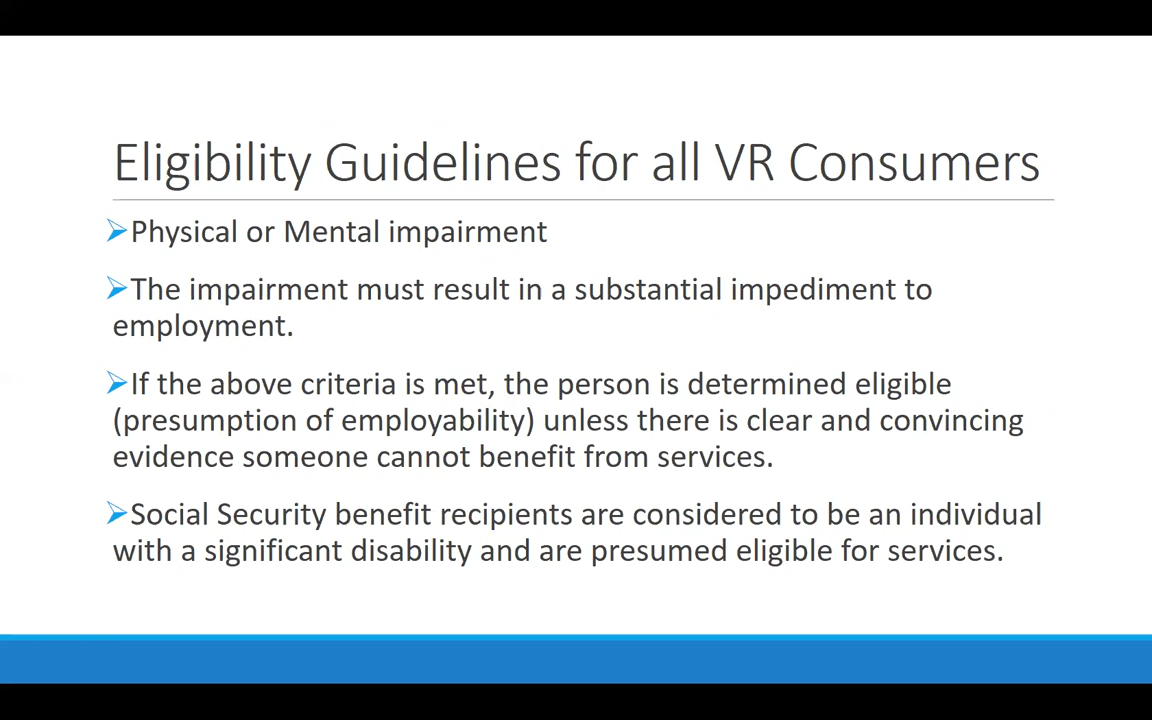 Eligibility Guidelines for all VR Consumers
➢Physical or Mental impairment
➢The impairment must result in a substantial impediment to
employment.
➢If the above criteria is met, the person is determined eligible
(presumption of employability) unless there is clear and convincing
evidence someone cannot benefit from services.
➢Social Security benefit recipients are considered to be an individual
with a significant disability and are presumed eligible for services.